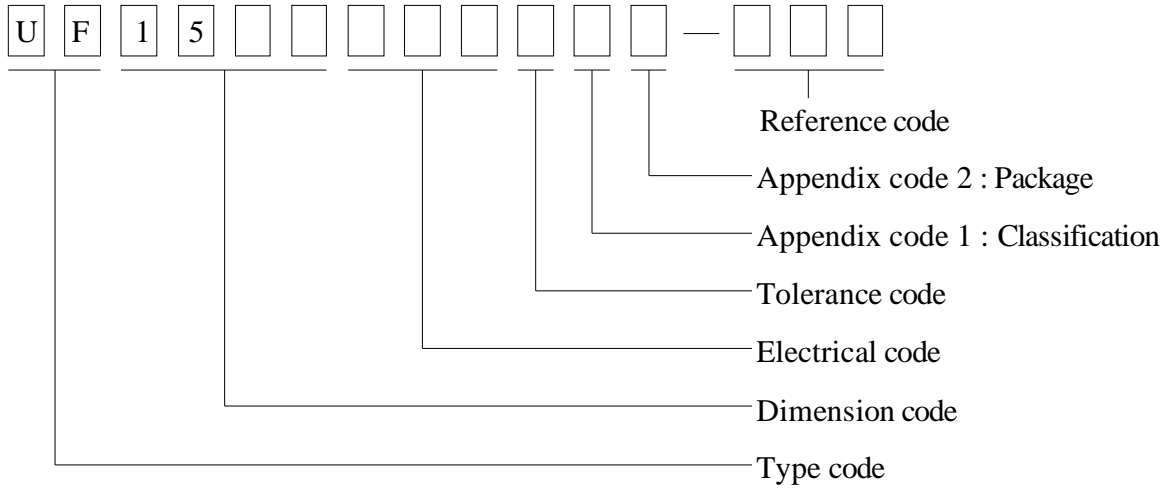 U F 1 5 —
Reference code
Appendix code 2 : Package
Appendix code 1 : Classification
Tolerance code
Electrical code
Dimension code
Type code